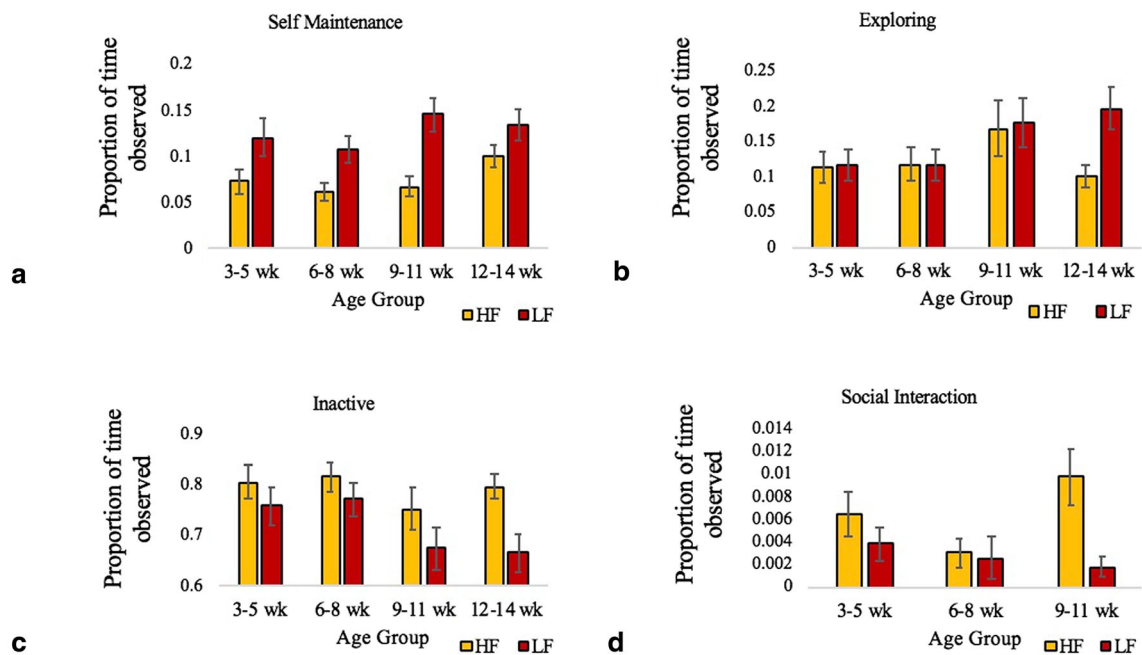 Self Maintenance
Proportion of time
observed
0.2
0.15
0.1
0.05
0
3-5 wk 6-8 wk 9-11 wk 12-14 wk
Age Group
HF LF
a
Exploring
Proportion of time
observed
0.25
0.2
0.15
0.1
0.05
0
3-5 wk 6-8 wk 9-11 wk 12-14 wk
Age Group
HF LF
b
Inactive
Proportion of time
observed
0.9
0.8
0.7
0.6
3-5 wk 6-8 wk 9-11 wk 12-14 wk
Age Group
HF LF
c
Social Interaction
Proportion of time
observed
0.014
0.012
0.01
0.008
0.006
0.004
0.002
0
3-5 wk 6-8 wk 9-11 wk
Age Group
HF LF
d